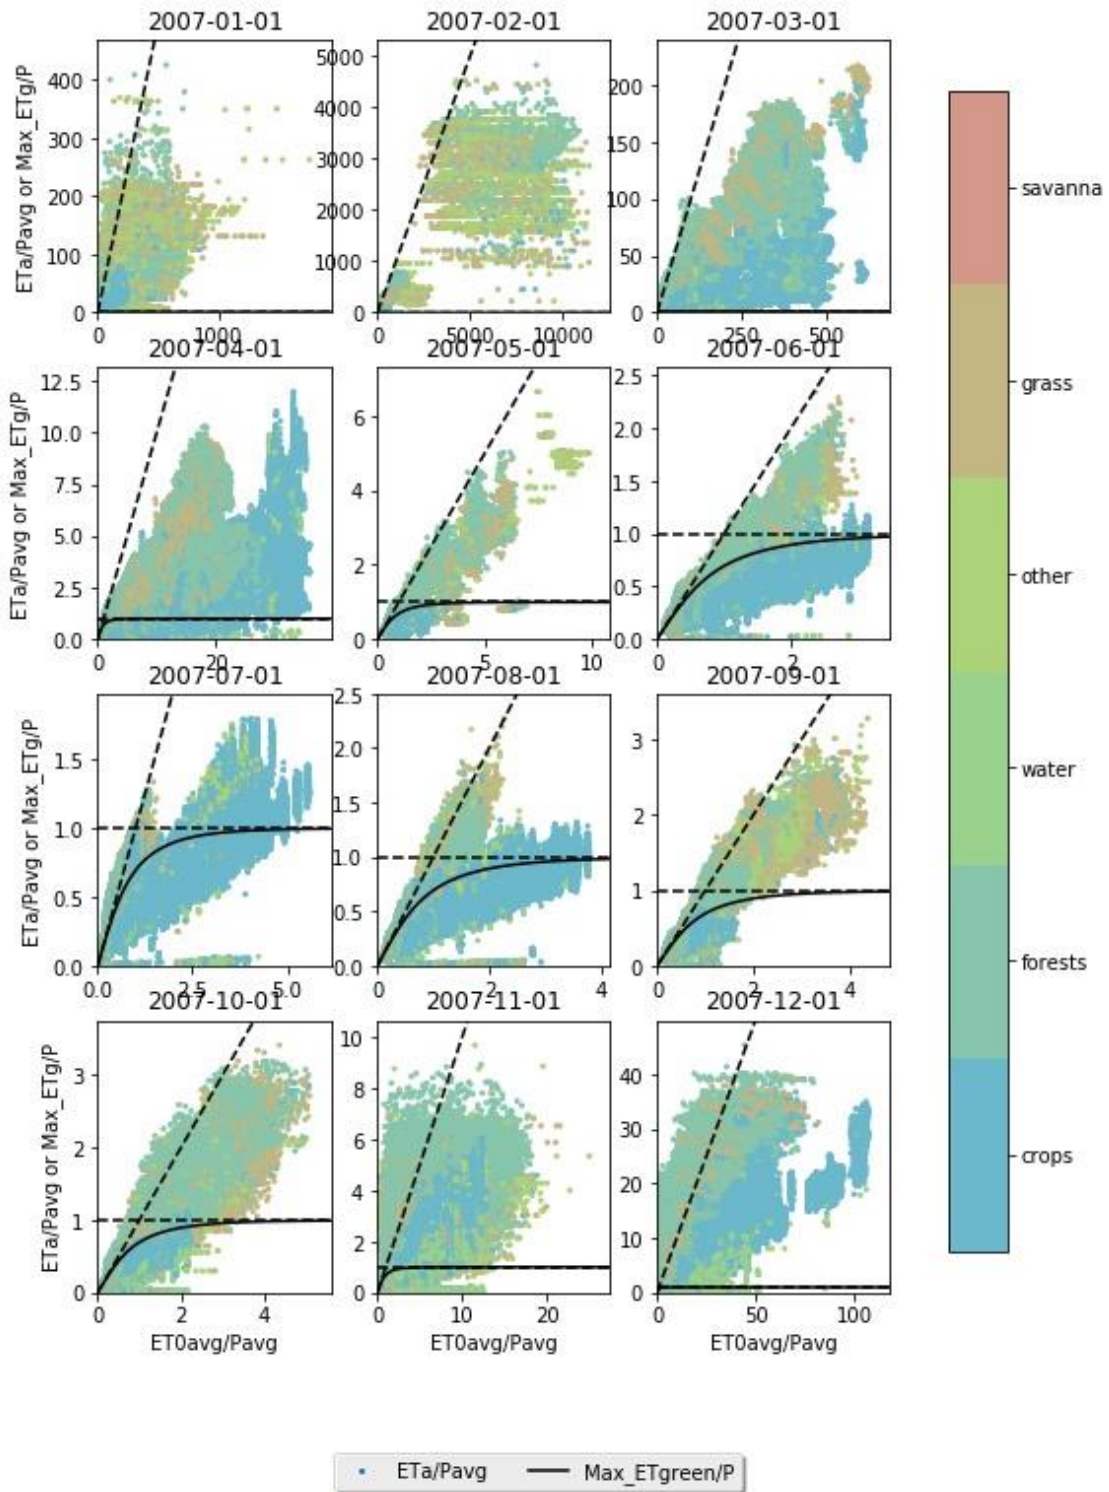 2007-01-01 2007-02-01 2007-03-01
ETa/Pavg or Max_ETg/P
400
300
200
100
0
0 1000
5000
4000
3000
2000
1000
0
0 5000 10000
200
150
100
50
0
0 250 500
2007-04-01 2007-05-01 2007-06-01
ETa/Pavg or Max_ETg/P
12.5
10.0
7.5
5.0
2.5
0.0
0 20
6
4
2
0
0 5 10
2.5
2.0
1.5
1.0
0.5
0.0
0 2
2007-07-01 2007-08-01 2007-09-01
ETa/Pavg or Max_ETg/P
1.5
1.0
0.5
0.0
0.0 2.5 5.0
2.5
2.0
1.5
1.0
0.5
0.0
0 2 4
3
2
1
0
0 2 4
2007-10-01 2007-11-01 2007-12-01
ETa/Pavg or Max_ETg/P
3
2
1
0
0 2 4
ET0avg/Pavg
10
8
6
4
2
0
0 10 20
ET0avg/Pavg
40
30
20
10
0
0 50 100
ET0avg/Pavg
savanna
grass
other
water
forests
crops
ETa/Pavg Max_ETgreen/P